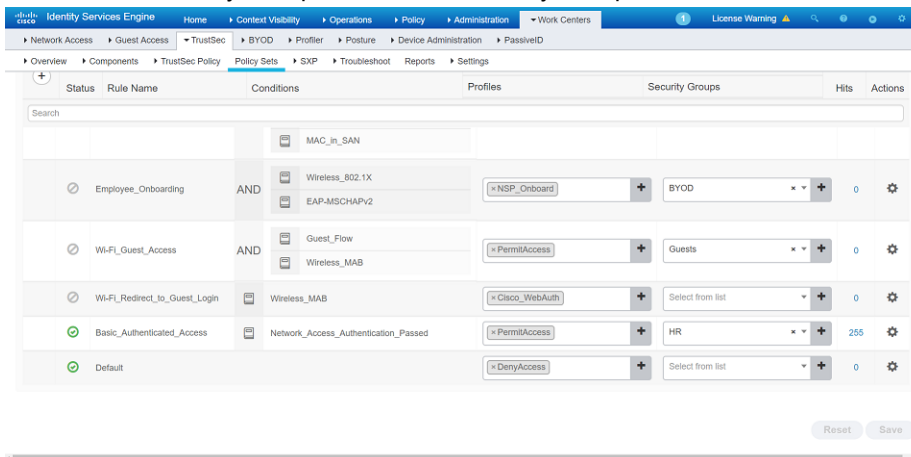 cisco Identity Services Engine Home Context Visibility Operations Policy Administration Work Centers 1 License Warning
Network Access Guest Access TrustSec BYOD Profiler Posture Device Administration PassiveID
Overview Components TrustSec Policy Policy Sets SXP Troubleshoot Reports Settings
+ Status Rule Name Conditions Profiles Security Groups Hits Actions
Search
MAC_in_SAN
Employee_Onboarding AND Wireless_802.1X EAP-MSCHAPv2 ×NSP_Onboard + BYOD × + 0
Wi-Fi_Guest_Access AND Guest_Flow Wireless_MAB ×PermitAccess + Guests × + 0
Wi-Fi_Redirect_to_Guest_Login Wireless_MAB ×Cisco_WebAuth + Select from list + 0
Basic_Authenticated_Access Network_Access_Authentication_Passed ×PermitAccess + HR × + 255
Default ×DenyAccess + Select from list + 0
Reset Save